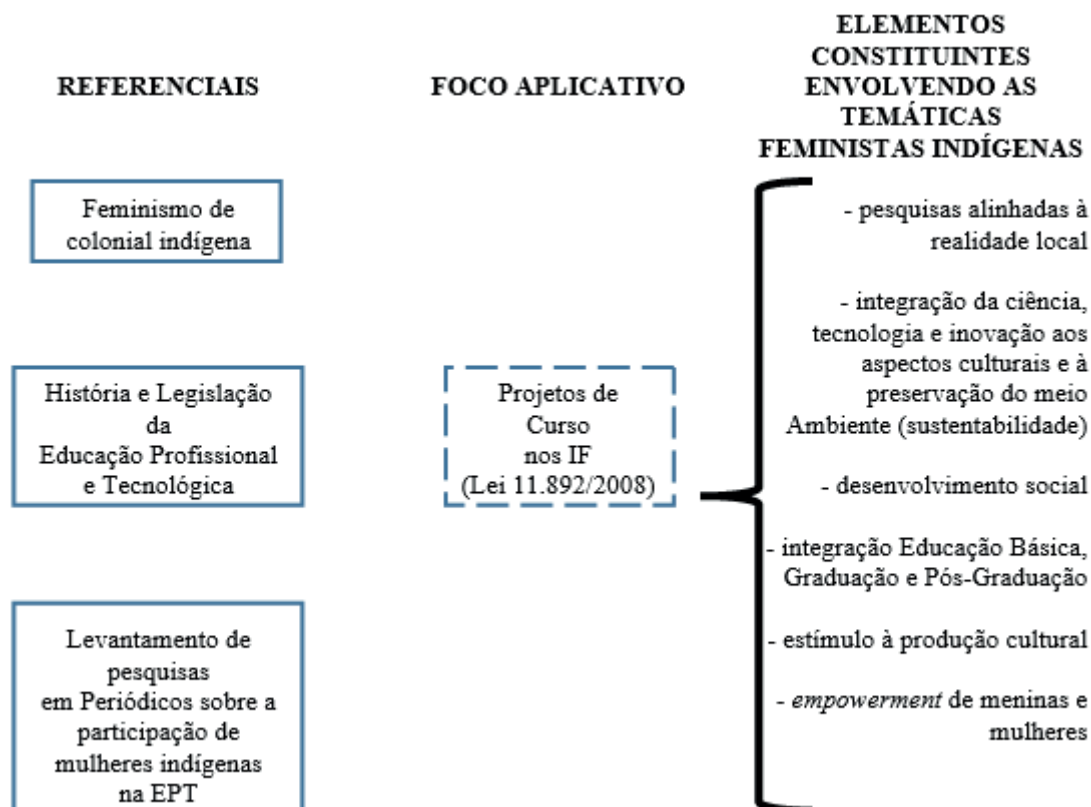 REFERENCIAIS
Feminismo de
colonial indígena
História e Legislação
da
Educação Profissional
e Tecnológica
Levantamento de
pesquisas
em Periódicos sobre a
participação de
mulheres indígenas
na EPT
FOCO APLICATIVO
Projetos de
Curso
nos IF
(Lei 11.892/2008)
ELEMENTOS
CONSTITUINTES
ENVOLVENDO AS
TEMÁTICAS
FEMINISTAS INDÍGENAS
- pesquisas alinhadas à
realidade local
- integração da ciência,
tecnologia e inovação aos
aspectos culturais e à
preservação do meio
Ambiente (sustentabilidade)
- desenvolvimento social
- integração Educação Básica,
Graduação e Pós-Graduação
- estímulo à produção cultural
- empowerment de meninas e
mulheres